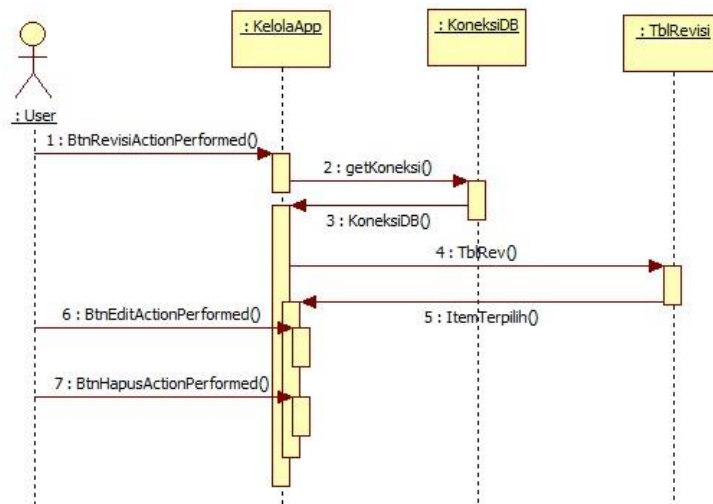 : KelolaApp
: KoneksiDB
: TblRevisi
: User
1 : BtnRevisiActionPerformed()
2 : getKoneksi()
3 : KoneksiDB()
4 : TblRev()
5 : ItemTerpilih()
6 : BtnEditActionPerformed()
7 : BtnHapusActionPerformed()